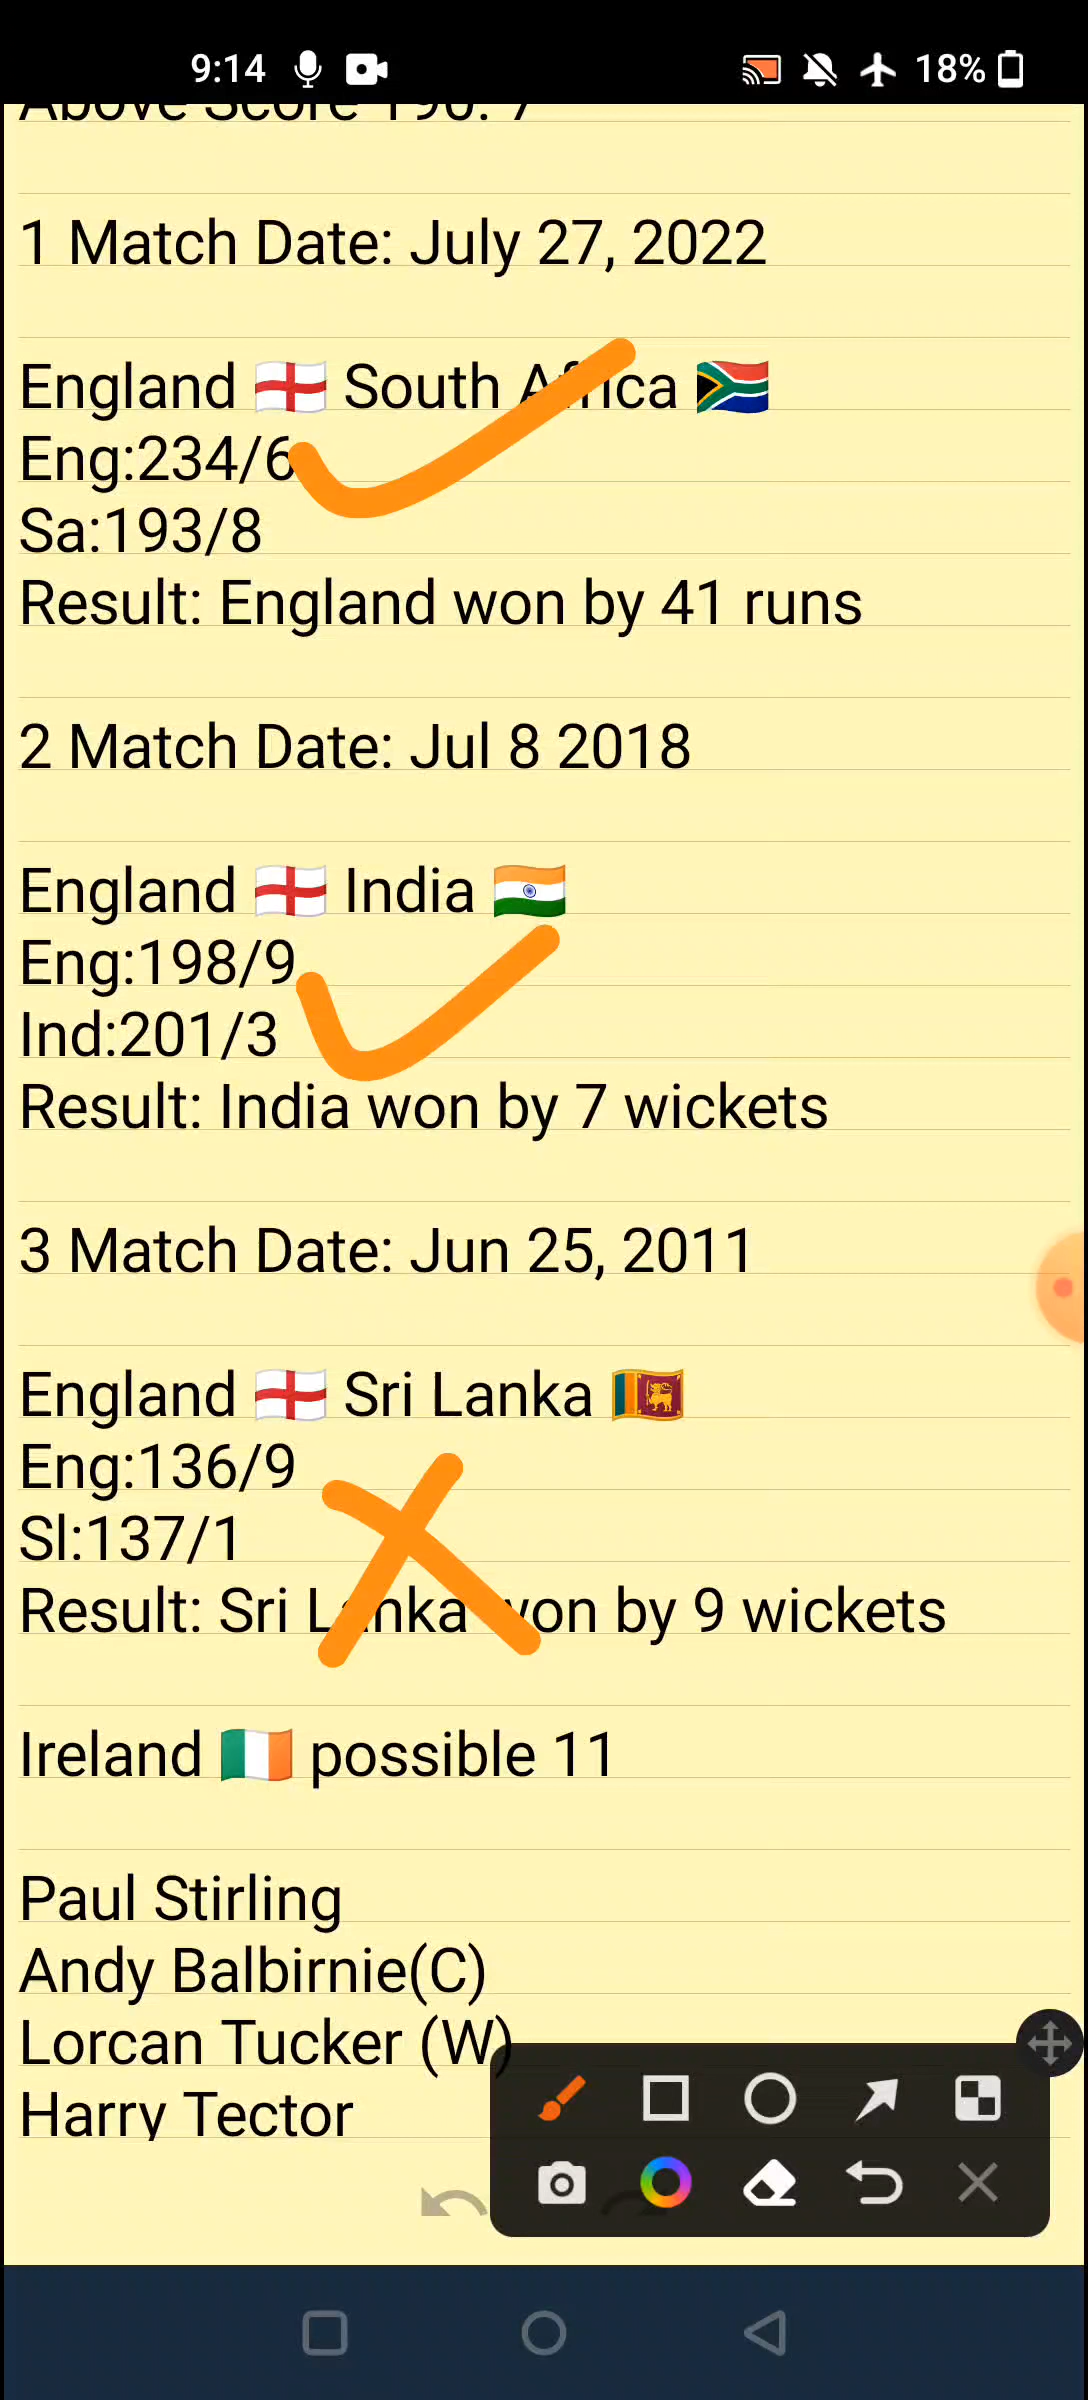 9:14 18%
Above Score 190: 7
1 Match Date: July 27, 2022
England 🏴󠁧󠁢󠁥󠁮󠁧󠁿 South Africa 🇿🇦
Eng:234/6
Sa:193/8
Result: England won by 41 runs
2 Match Date: Jul 8 2018
England 🏴󠁧󠁢󠁥󠁮󠁧󠁿 India 🇮🇳
Eng:198/9
Ind:201/3
Result: India won by 7 wickets
3 Match Date: Jun 25, 2011
England 🏴󠁧󠁢󠁥󠁮󠁧󠁿 Sri Lanka 🇱🇰
Eng:136/9
Sl:137/1
Result: Sri Lanka won by 9 wickets
Ireland 🇮🇪 possible 11
Paul Stirling
Andy Balbirnie(C)
Lorcan Tucker (W)
Harry Tector